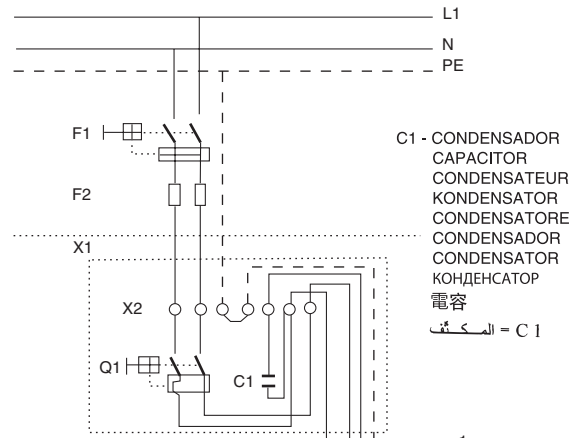 L1
N
PE
F1
F2
X1
X2
Q1
C1
C1 - CONDENSADOR
CAPACITOR
CONDENSATEUR
KONDENSATOR
CONDENSATORE
CONDENSADOR
CONDENSATOR
КОНДЕНСАТОР
電容
المكثف = C 1